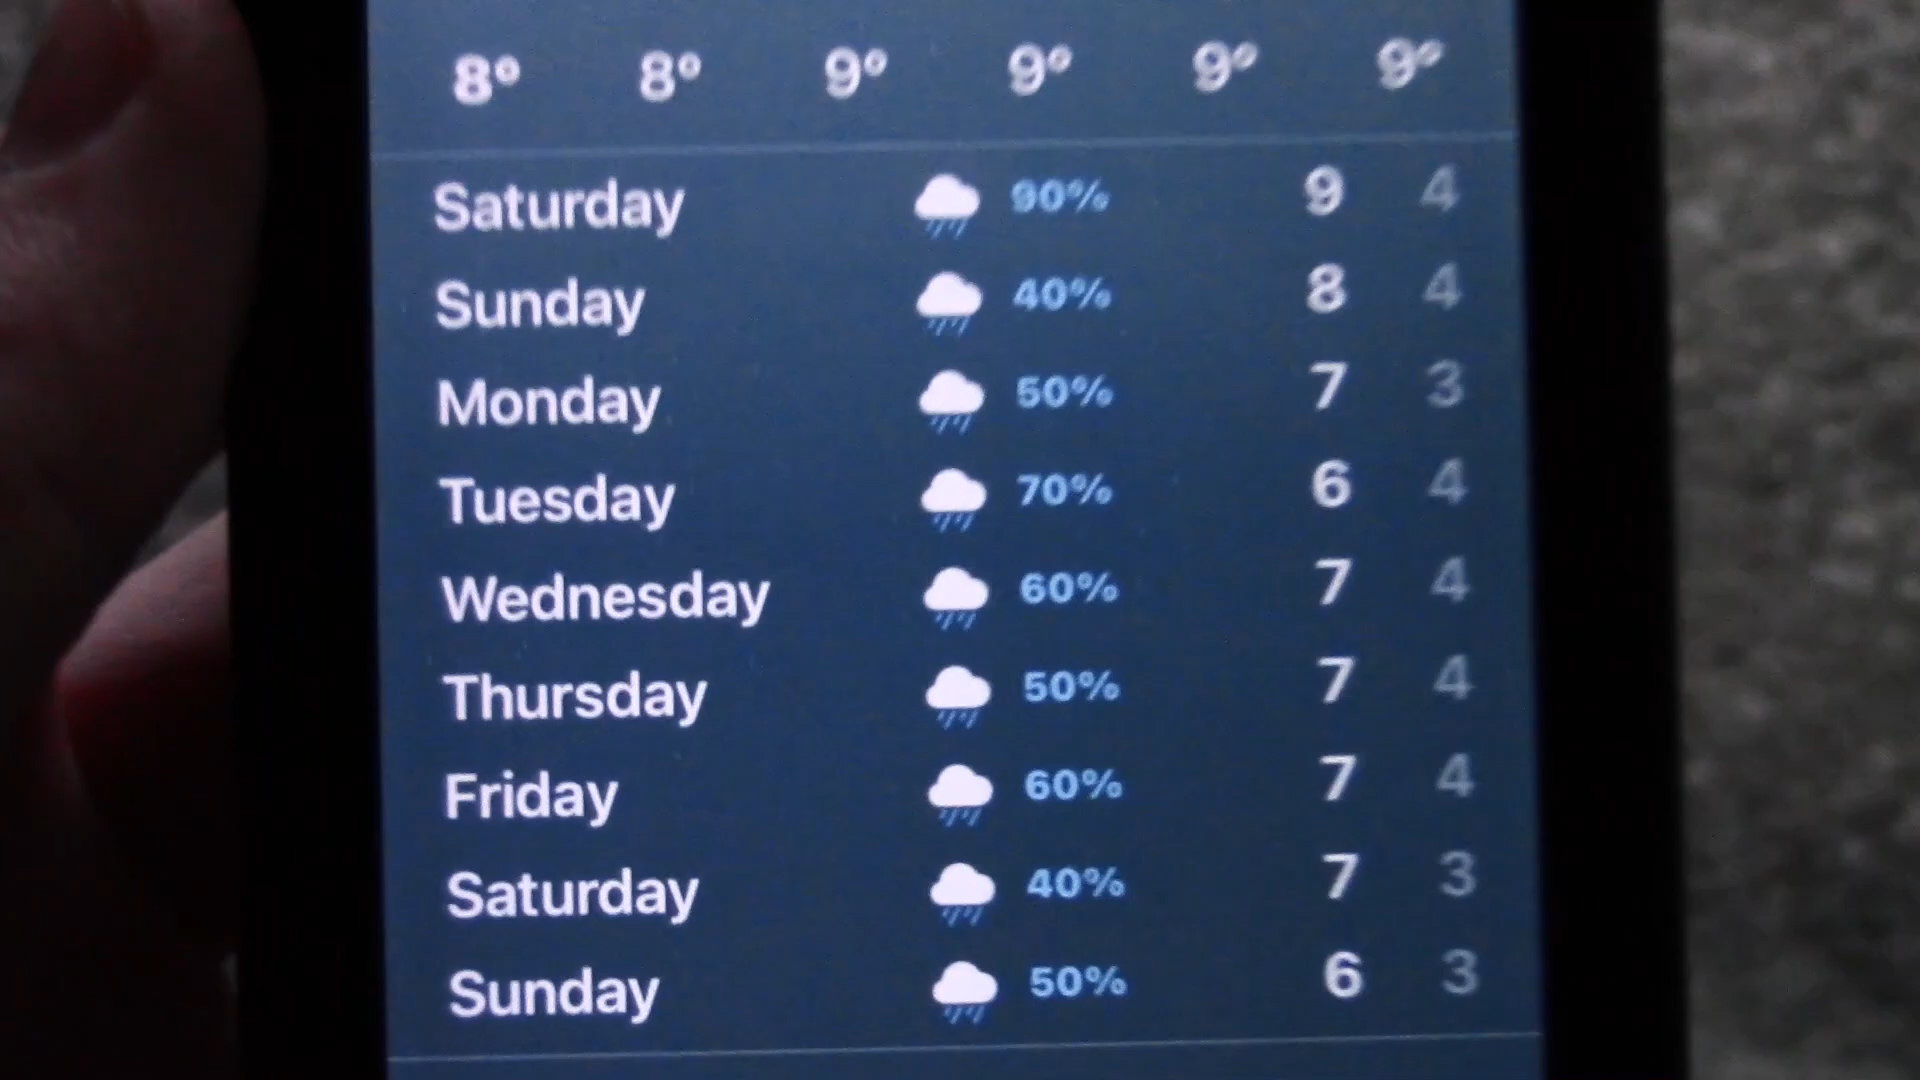 8° 8° 9° 9° 9° 9°
Saturday 90% 9 4
Sunday 40% 8 4
Monday 50% 7 3
Tuesday 70% 6 4
Wednesday 60% 7 4
Thursday 50% 7 4
Friday 60% 7 4
Saturday 40% 7 3
Sunday 50% 6 3